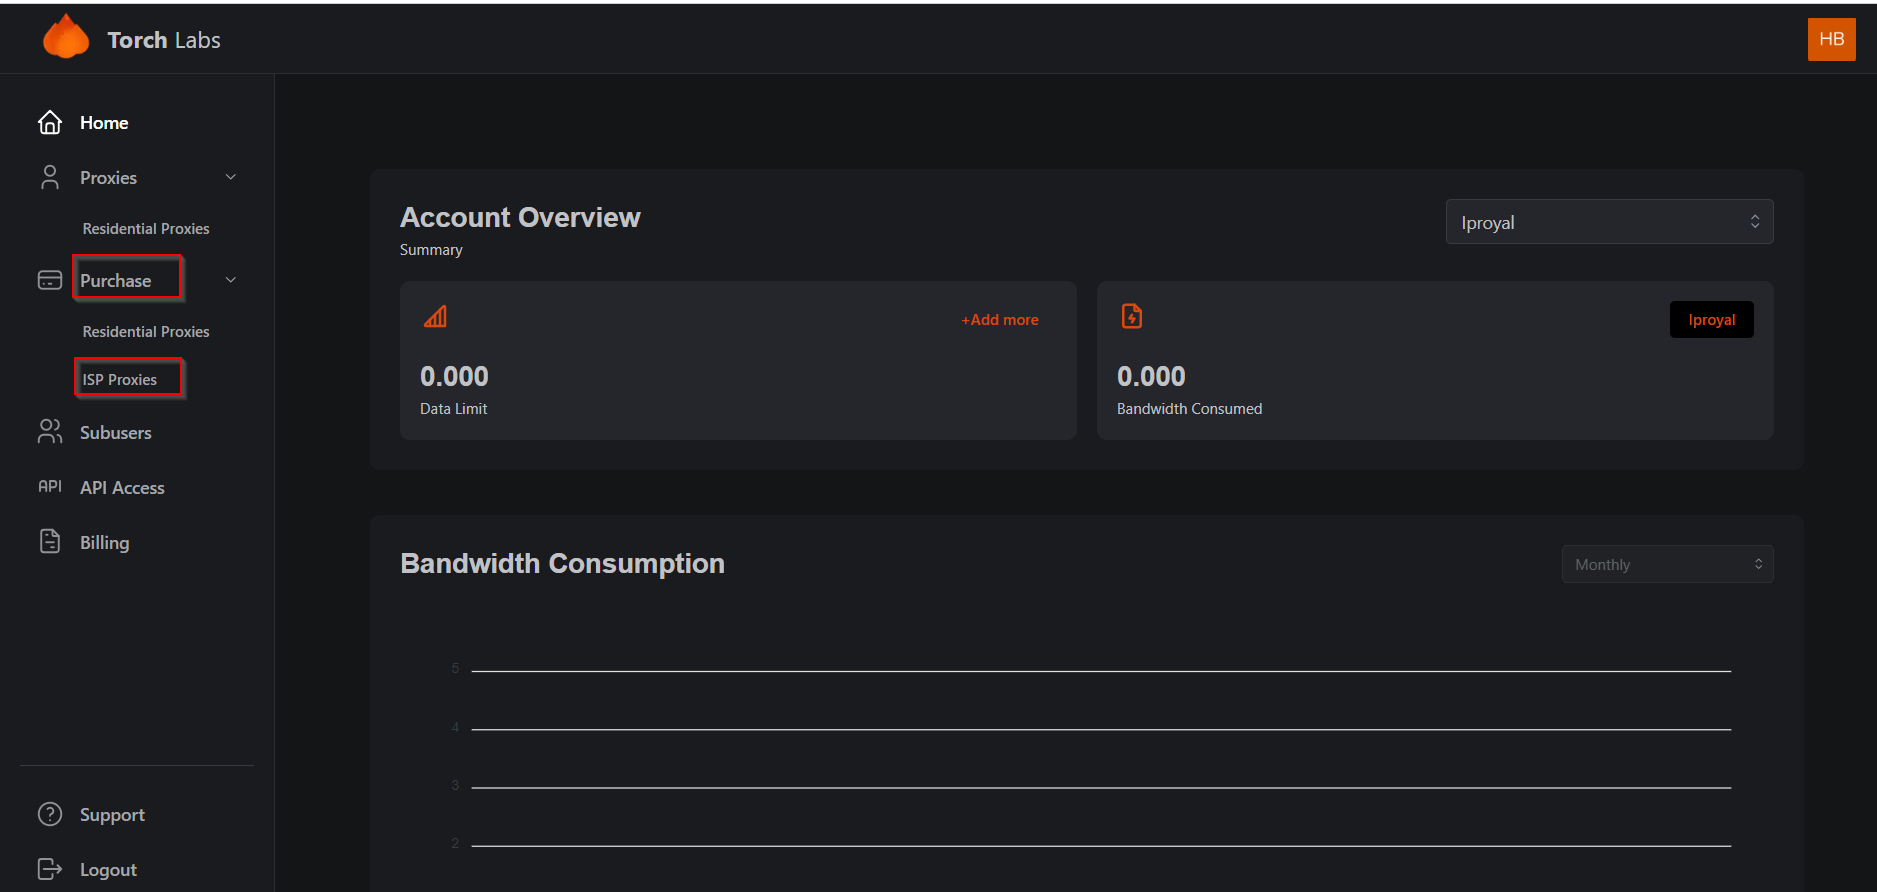 Torch Labs
HB
Home
Proxies
Residential Proxies
Purchase
Residential Proxies
ISP Proxies
Subusers
API API Access
Billing
Support
Logout
Account Overview
Summary
Iproyal
+Add more
0.000
Data Limit
Iproyal
0.000
Bandwidth Consumed
Bandwidth Consumption
Monthly
5
4
3
2